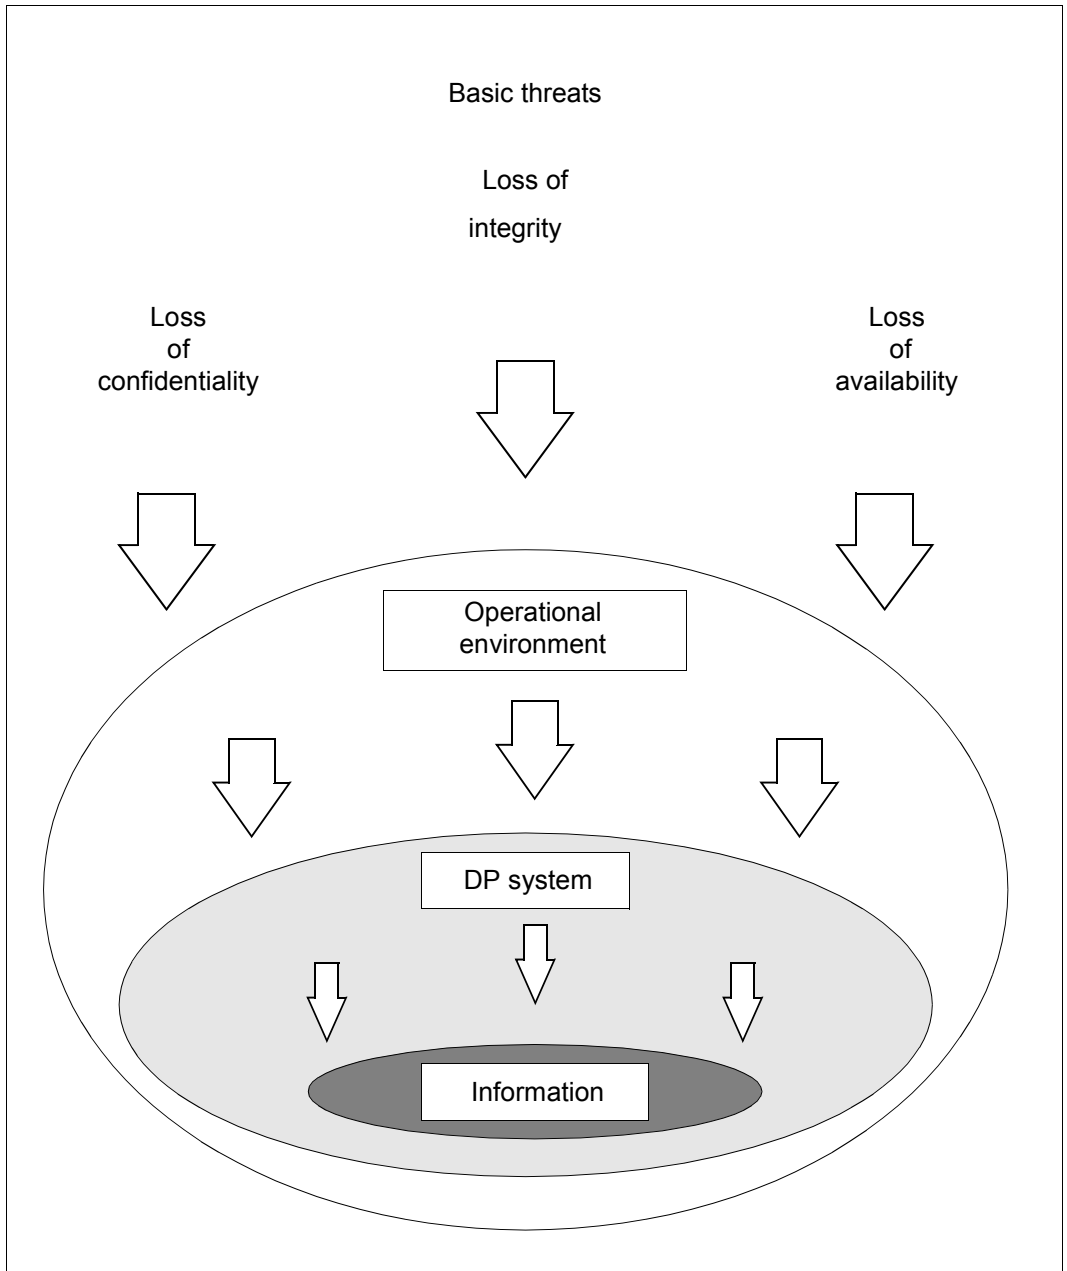 Basic threats
Loss of
integrity
Loss
of
confidentiality
Loss
of
availability
Operational
environment
DP system
Information